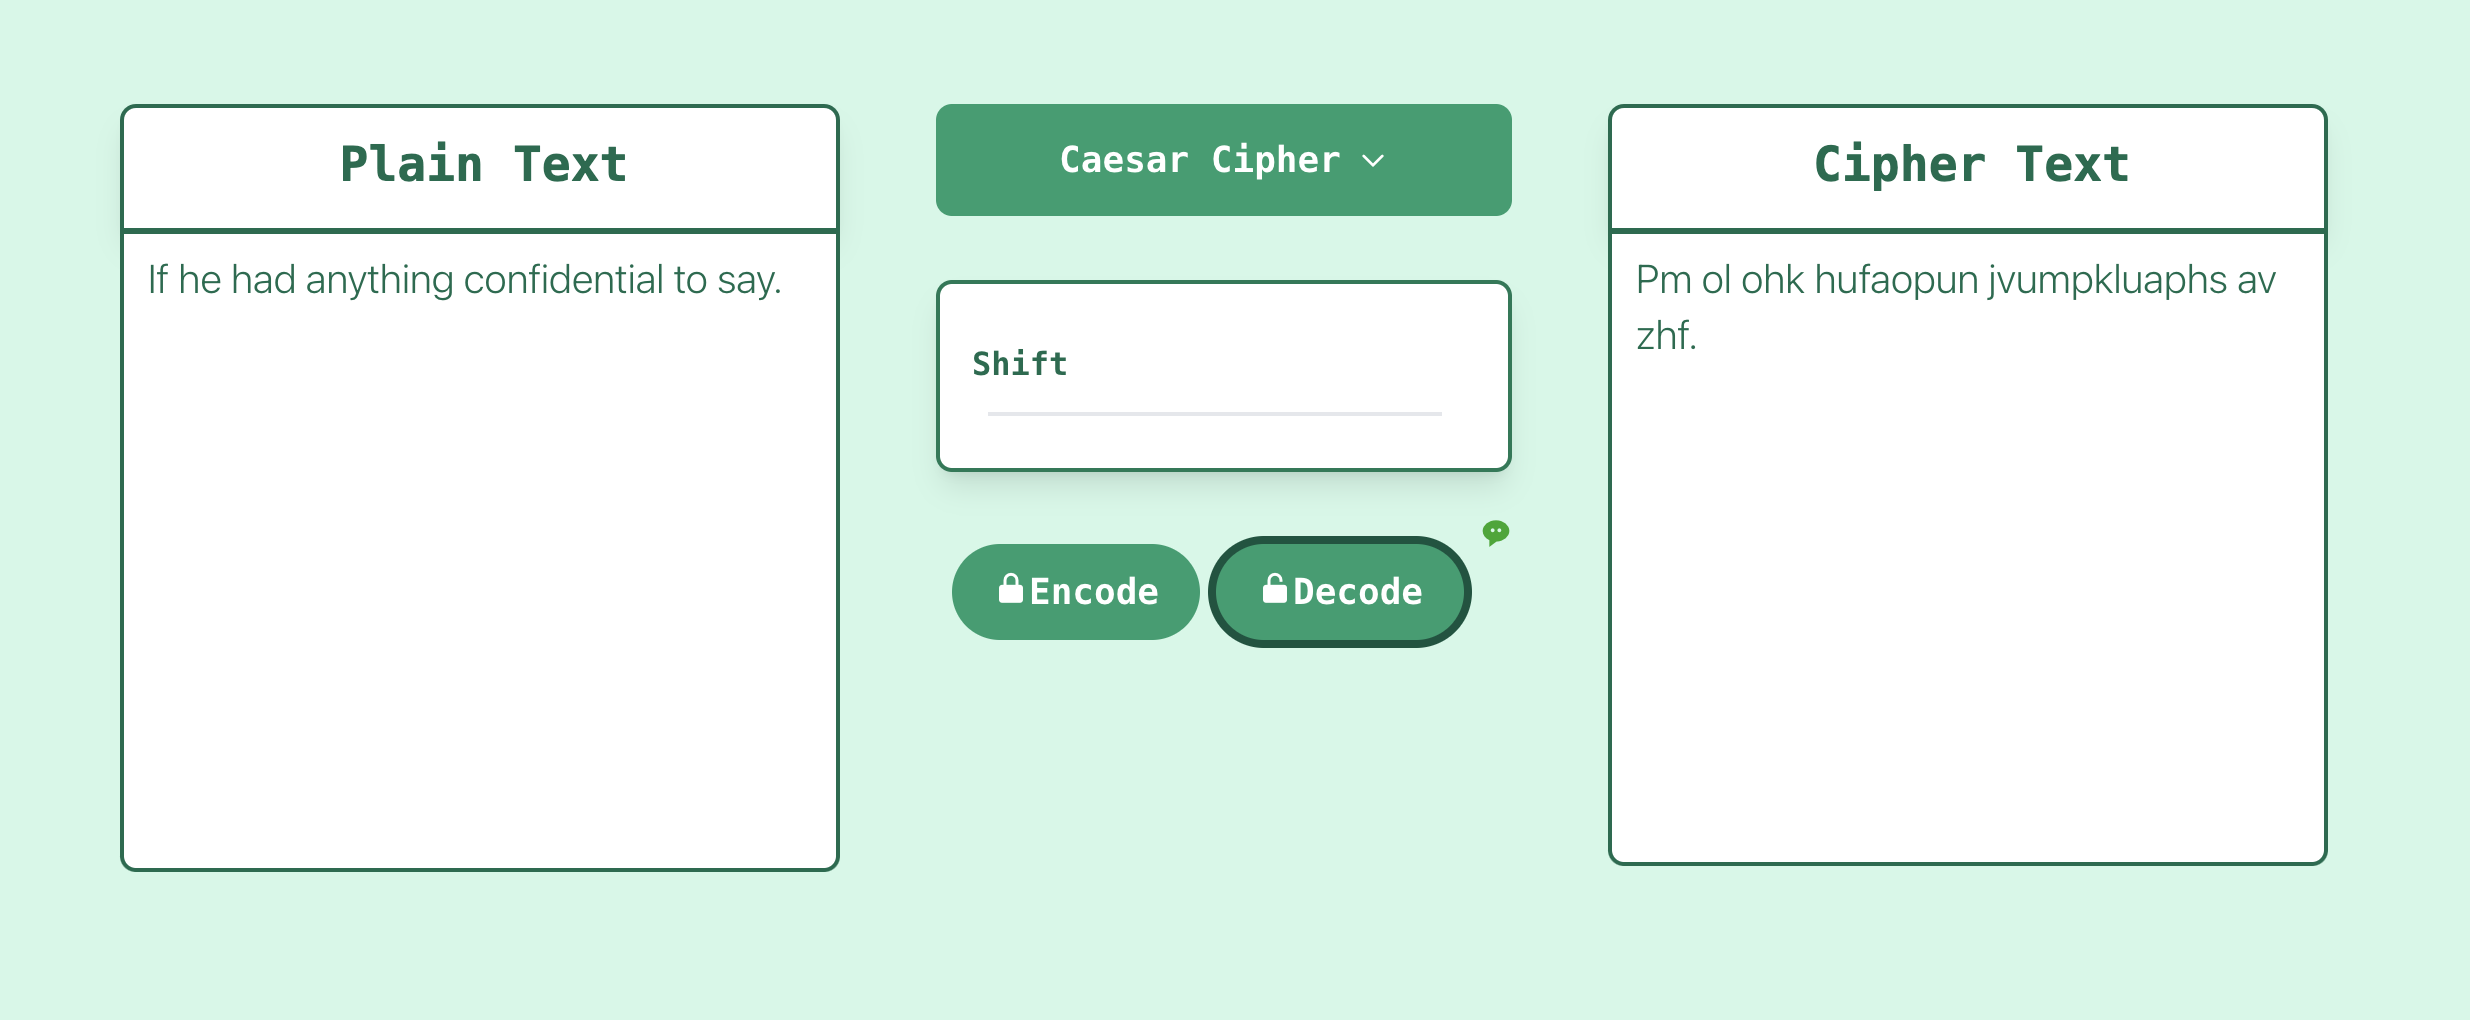 Plain Text
If he had anything confidential to say.
Caesar Cipher
Shift
Encode
Decode
Cipher Text
Pm ol ohk hufaopun jvumpkluaphs av
zhf.